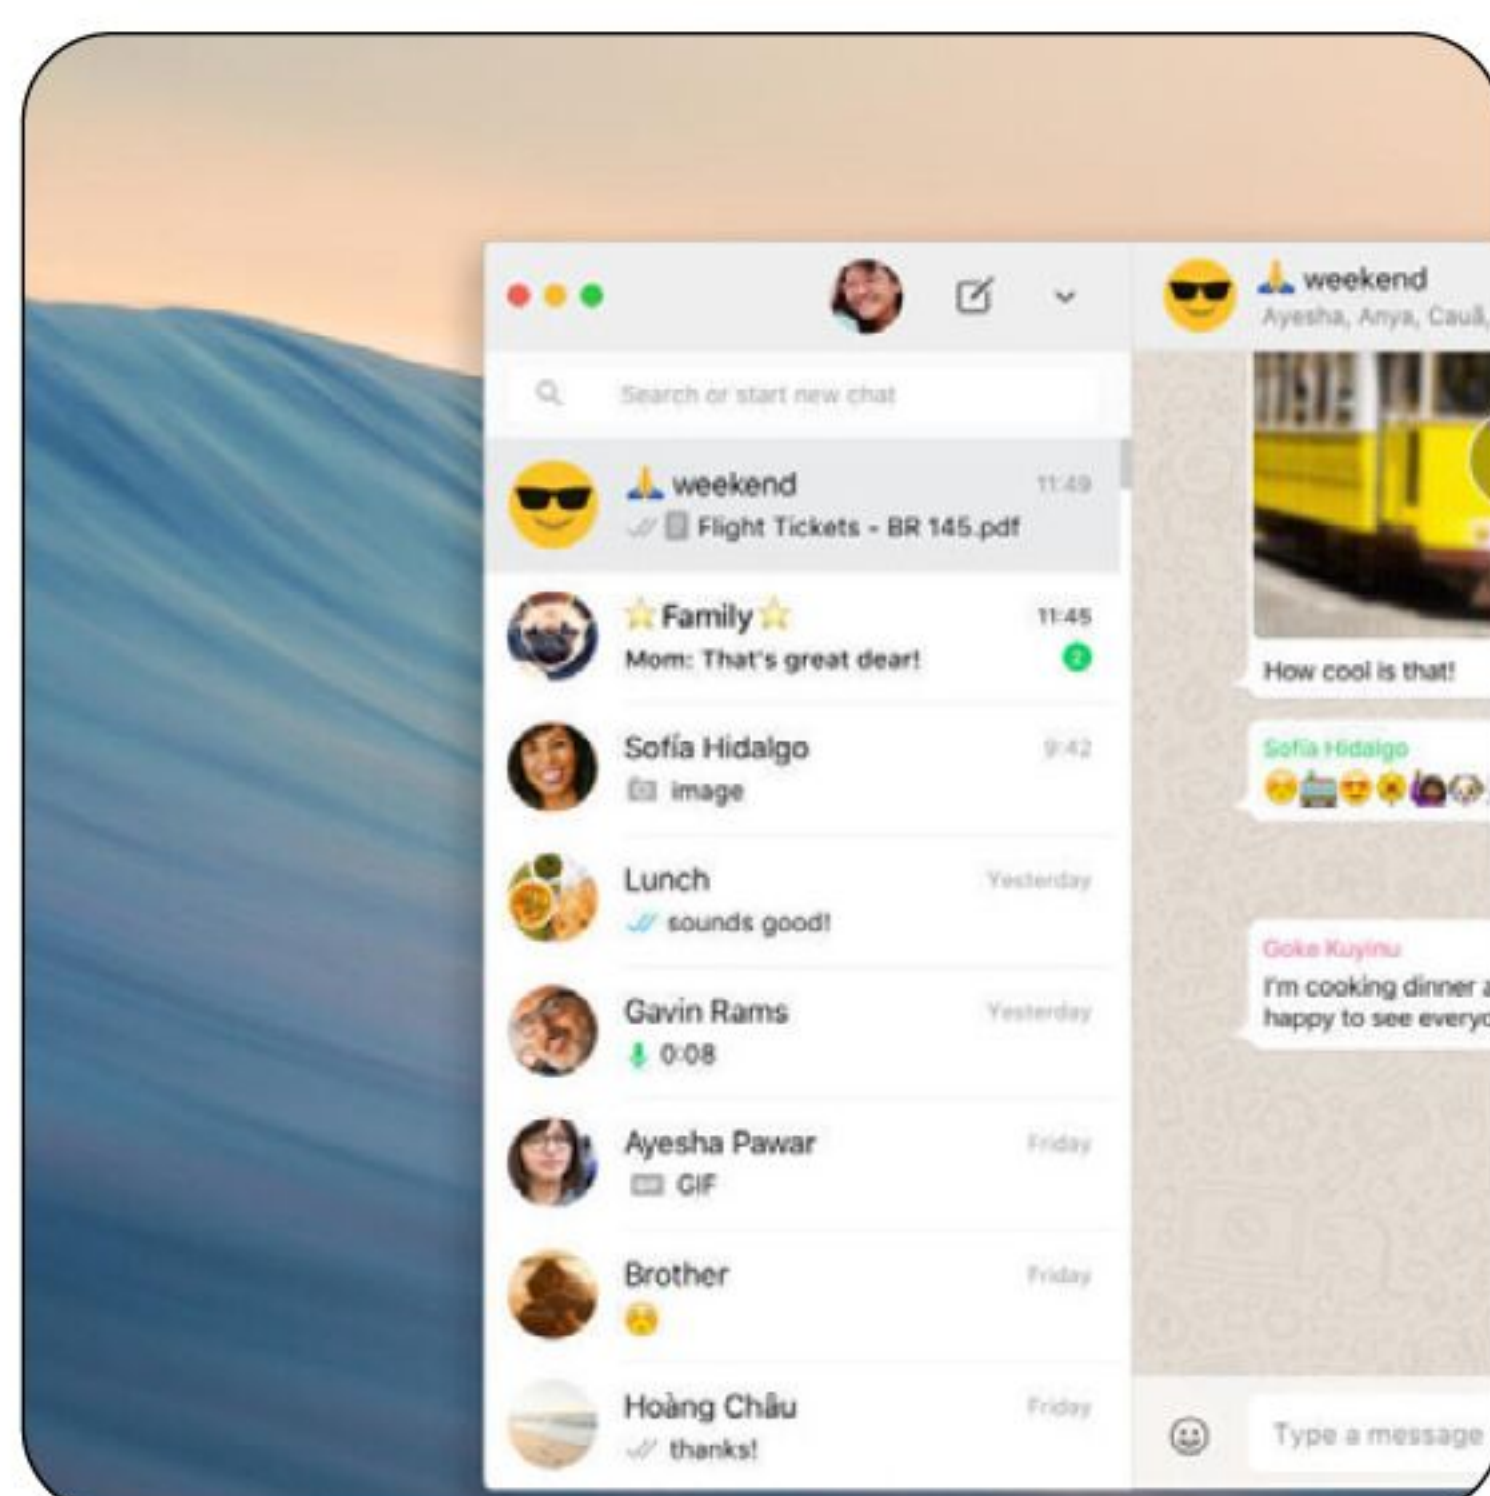 Search or start new chat
🙏 weekend
11:49
Flight Tickets - BR 145.pdf
⭐Family⭐
11:45
Mom: That's great dear!
2
Sofía Hidalgo
9:42
image
Lunch
Yesterday
sounds good!
Gavin Rams
Yesterday
0:08
Ayesha Pawar
Friday
GIF
Brother
Friday
Hoàng Châu
Friday
thanks!
🙏 weekend
Ayesha, Anya, Cauã,
How cool is that!
Sofía Hidalgo
Goke Kuyinu
I'm cooking dinner
happy to see
Type a message